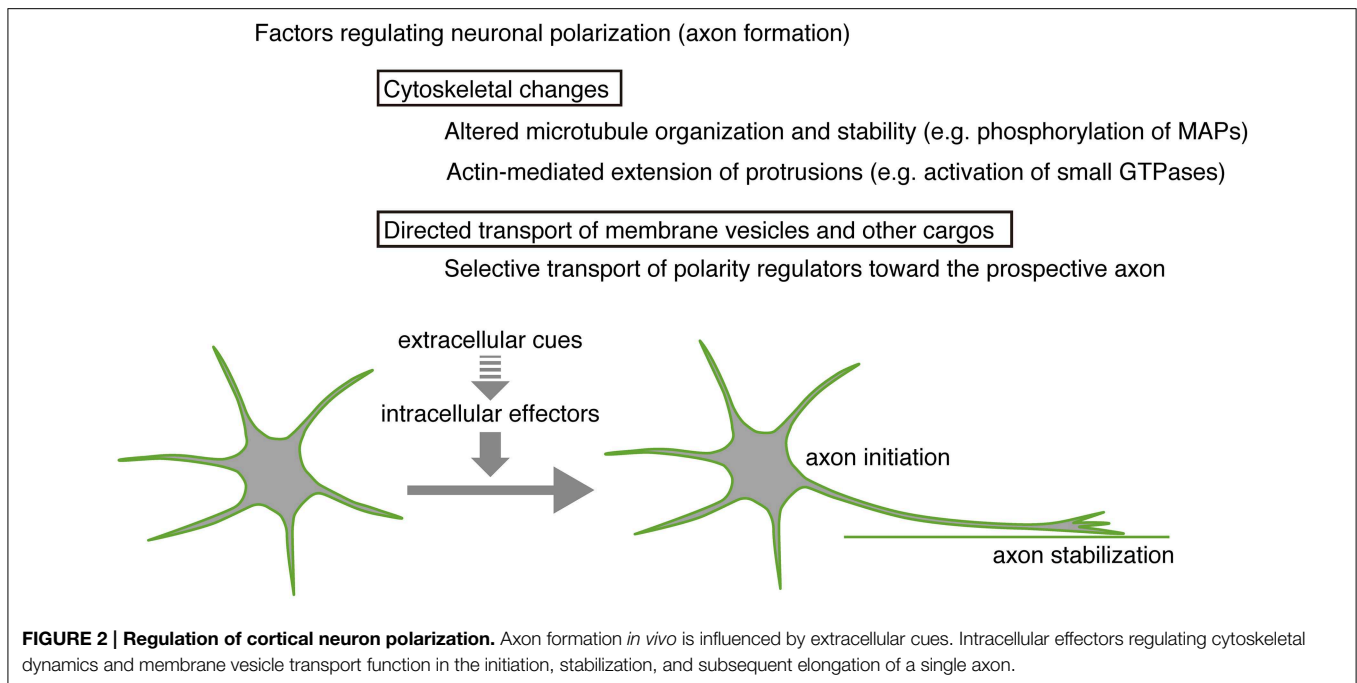 Factors regulating neuronal polarization (axon formation)
Cytoskeletal changes
Altered microtubule organization and stability (e.g. phosphorylation of MAPs)
Actin-mediated extension of protrusions (e.g. activation of small GTPases)
Directed transport of membrane vesicles and other cargos
Selective transport of polarity regulators toward the prospective axon
extracellular cues
intracellular effectors
axon initiation
axon stabilization
FIGURE 2 | Regulation of cortical neuron polarization. Axon formation in vivo is influenced by extracellular cues. Intracellular effectors regulating cytoskeletal
dynamics and membrane vesicle transport function in the initiation, stabilization, and subsequent elongation of a single axon.